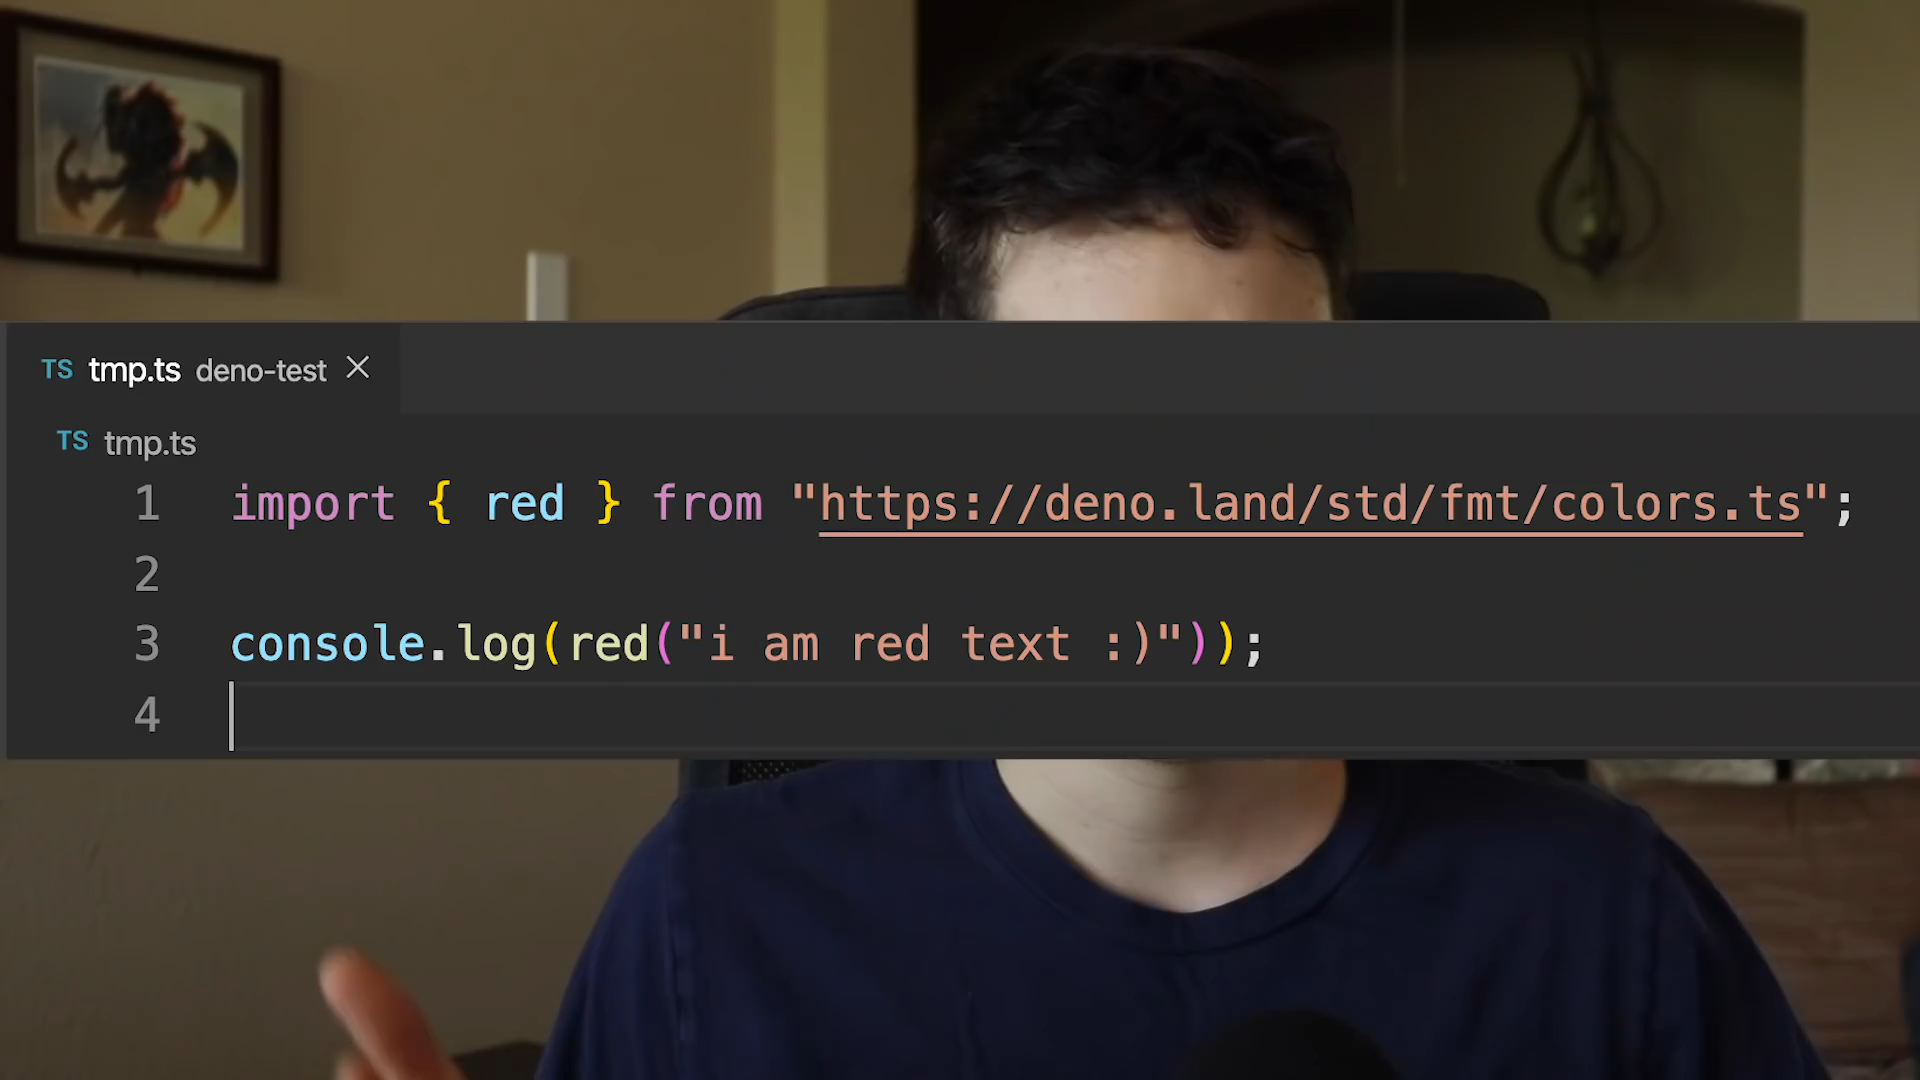 TS tmp.ts deno-test
TS tmp.ts
1 import { red } from "https://deno.land/std/fmt/colors.ts";
2
3 console.log(red("i am red text :)"));
4